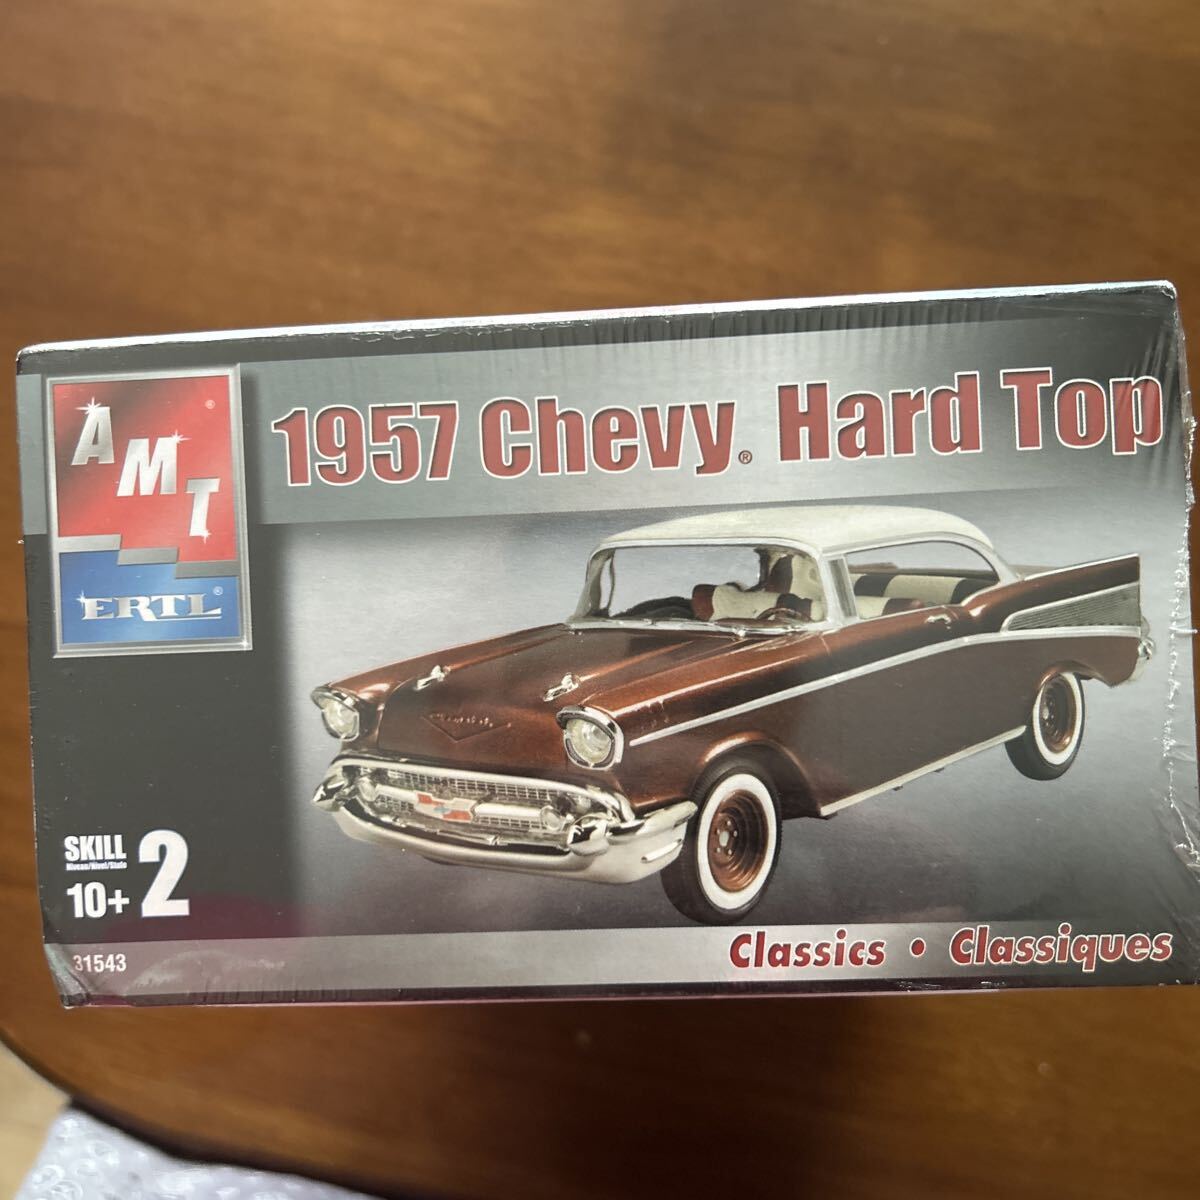 AMT®
ERTL®
1957 Chevy® Hard Top
SKILL 2
Niveau/Nivel/Stufe
10+
31543
Classics • Classiques